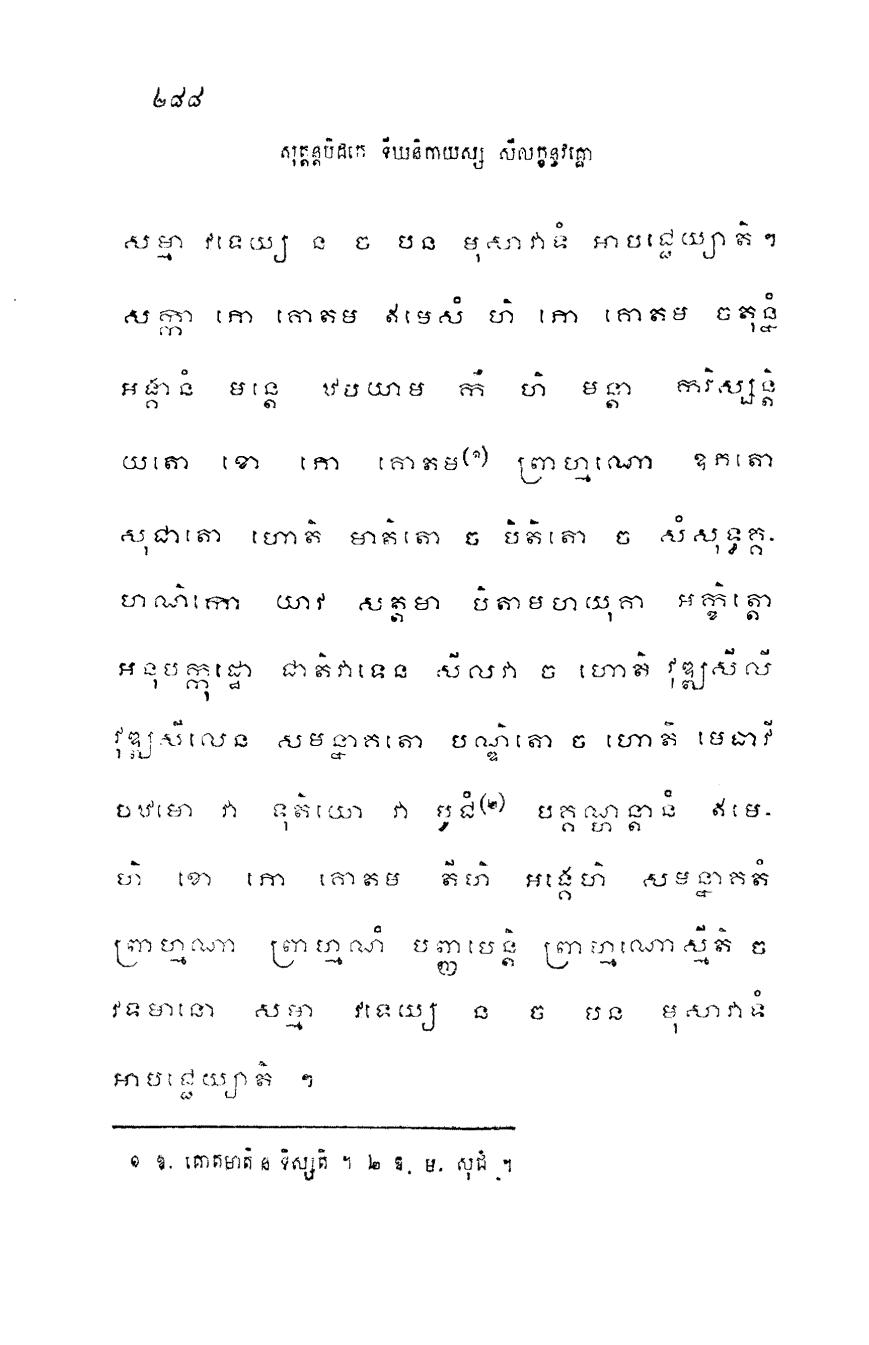 ២៨៨
សុត្តន្តបិដកេ ទីឃនិកាយស្ស សីលក្ខន្ធវគ្គោ
សម្មា វទេយ្យ ន ច បន មុសាវាទំ អាបជ្ជេយ្យាតិ។
សក្កា ភោ គោតម ឥមេសំ ហិ ភោ គោតម ចតុន្នំ
អង្គានំ មន្តេ ឋបយាម កឹ ហិ មន្តា ករិស្សន្តិ
យតោ ខោ ភោ គោតម(១) ព្រាហ្មណោ ឧភតោ
សុជាតោ ហោតិ មាតិតោ ច បិតិតោ ច សំសុទ្ធគ្គ-
ហណិកោ យាវ សត្តមា បិតាមហយុគា អក្ខិត្តោ
អនុបក្កុដ្ឋោ ជាតិវាទេន សីលវា ច ហោតិ វុឌ្ឍសីលី
វុឌ្ឍសីលេន សមន្នាគតោ បណ្ឌិតោ ច ហោតិ មេធាវី
បឋមោ វា ទុតិយោ វា អូជំ(២) បគ្គណ្ហន្តានំ ឥមេ-
ហិ ខោ ភោ គោតម តីហិ អង្គេហិ សមន្នាគតំ
ព្រាហ្មណា ព្រាហ្មណំ បញ្ញាបេន្តិ ព្រាហ្មណោស្មីតិ ច
វទមានោ សម្មា វទេយ្យ ន ច បន មុសាវាទំ
អាបជ្ជេយ្យាតិ ។
១ ឱ. គោតមាតិ ន ទិស្សតិ ។ ២ ឱ. ម. សុជំ ។